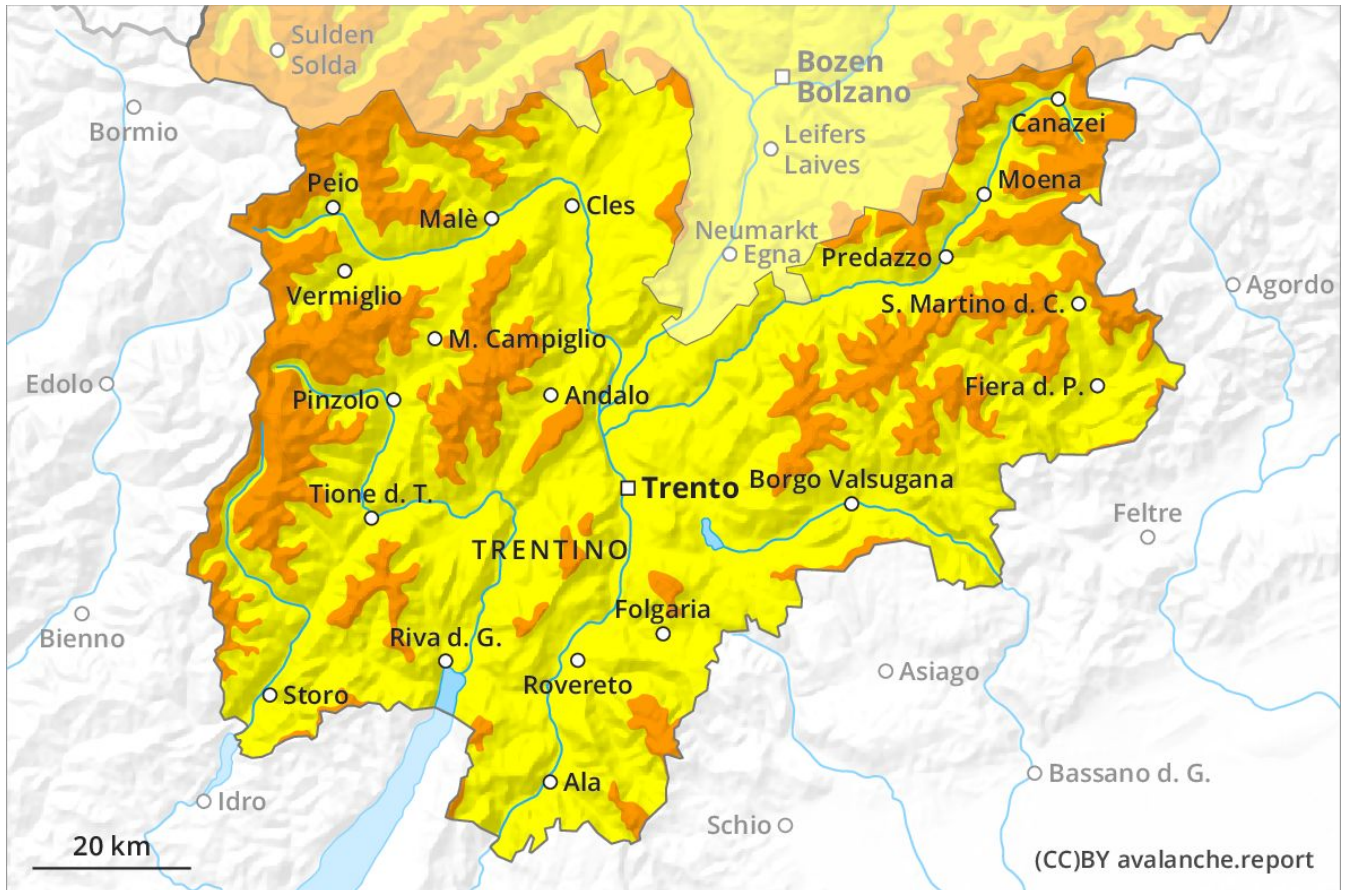 Sulden
Solda
Bozen
Bolzano
Bormio
Canazei
Leifers
Laives
Peio
Moena
Malè
Cles
Neumarkt
Egna
Predazzo
Vermiglio
Agordo
S. Martino d. C.
M. Campiglio
Edolo
Fiera d. P.
Pinzolo
Andalo
Trento
Borgo Valsugana
Tione d. T.
Feltre
TRENTINO
Folgaria
Bienno
Riva d. G.
Asiago
Rovereto
Storo
Bassano d. G.
Ala
Idro
Schio
20 km
(CC)BY avalanche.report